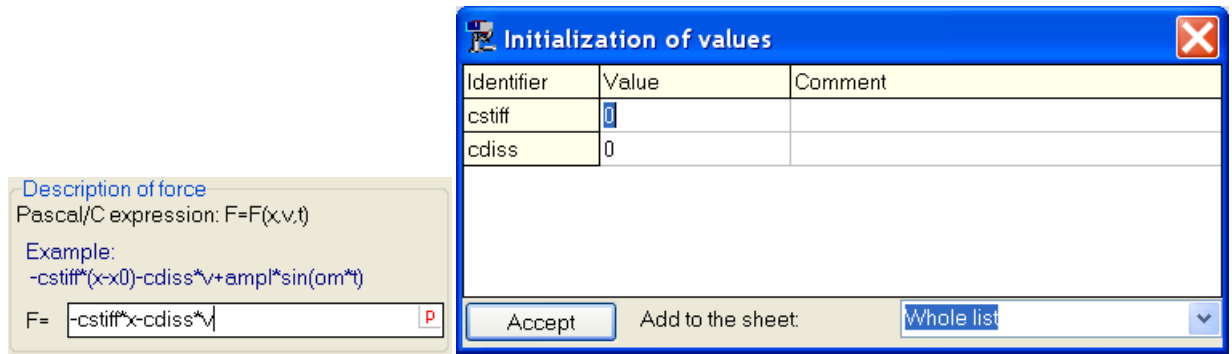 Description of force
Pascal/C expression: F=F(x,v,t)
Example:
-cstiff*(x-x0)-cdiss*v+ampl*sin(om*t)
F= -cstiff*x-cdiss*v P
Initialization of values
Identifier Value Comment
cstiff 0
cdiss 0
Accept Add to the sheet: Whole list